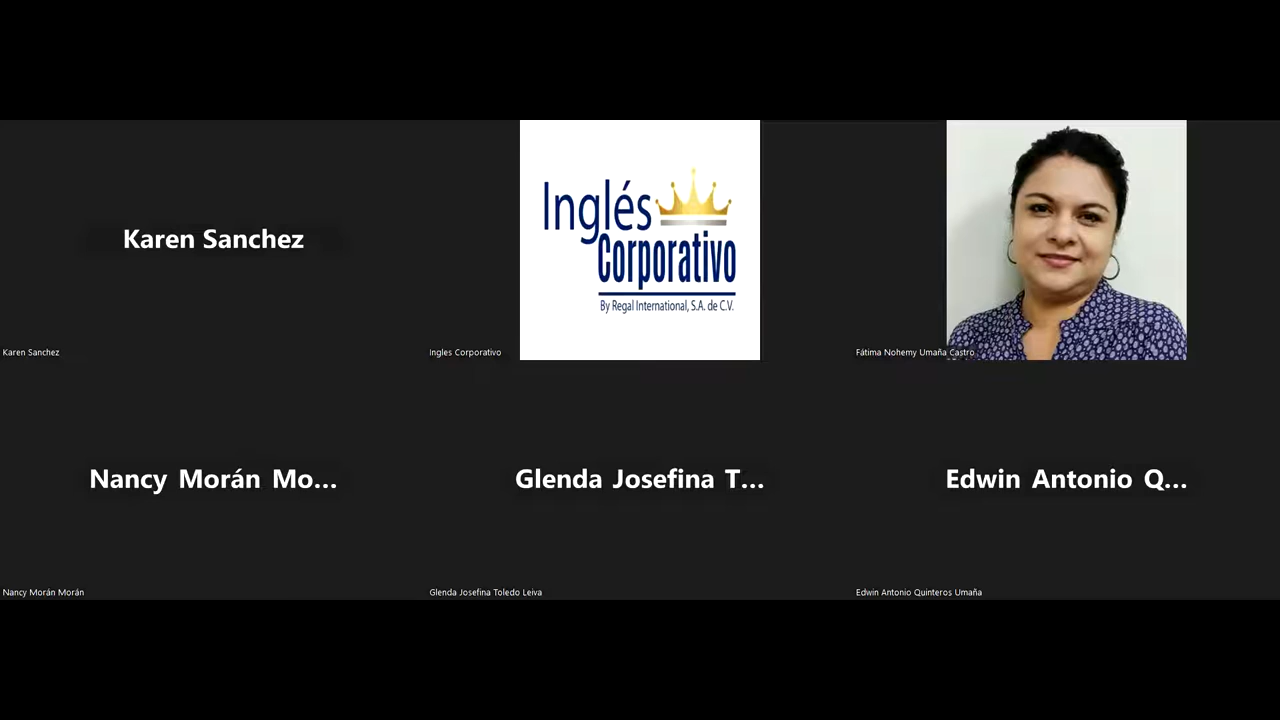 Karen Sanchez
Karen Sanchez
Inglés
Corporativo
By Regal International, S.A. de C.V.
Ingles Corporativo
Fátima Nohemy Umaña Castro
Nancy Morán Mo...
Nancy Morán Morán
Glenda Josefina T...
Glenda Josefina Toledo Leiva
Edwin Antonio Q...
Edwin Antonio Quinteros Umaña